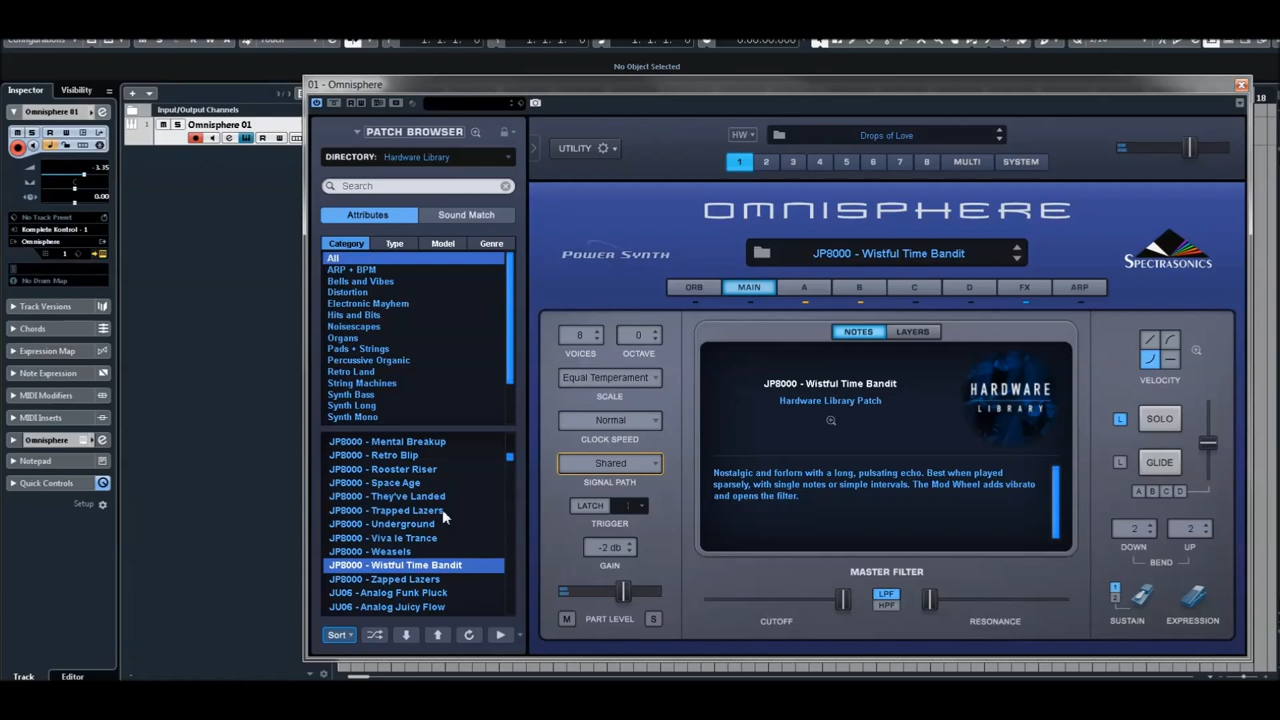 No Object Selected
Inspector
Visibility
Omnisphere 01
-3.35
0.00
No Track Preset
Komplete Kontrol - 1
Omnisphere
1
No Drum Map
Track Versions
Chords
Expression Map
Note Expression
MIDI Modifiers
MIDI Inserts
Omnisphere
Notepad
Quick Controls
Setup
Track
Editor
Input/Output Channels
1
M S Omnisphere 01
18
01 - Omnisphere
PATCH BROWSER
DIRECTORY: Hardware Library
Search
Attributes
Sound Match
Category
Type
Model
Genre
All
ARP + BPM
Bells and Vibes
Distortion
Electronic Mayhem
Hits and Bits
Noisescapes
Organs
Pads + Strings
Percussive Organic
Retro Land
String Machines
Synth Bass
Synth Long
Synth Mono
JP8000 - Mental Breakup
JP8000 - Retro Blip
JP8000 - Rooster Riser
JP8000 - Space Age
JP8000 - They've Landed
JP8000 - Trapped Lazers
JP8000 - Underground
JP8000 - Viva le Trance
JP8000 - Weasels
JP8000 - Wistful Time Bandit
JP8000 - Zapped Lazers
JU06 - Analog Funk Pluck
JU06 - Analog Juicy Flow
Sort
UTILITY
HW
Drops of Love
1 2 3 4 5 6 7 8 MULTI SYSTEM
OMNISPHERE
POWER SYNTH
JP8000 - Wistful Time Bandit
SPECTRASONICS
ORB MAIN A B C D FX ARP
8
0
VOICES
OCTAVE
Equal Temperament
SCALE
Normal
CLOCK SPEED
Shared
SIGNAL PATH
LATCH
1
TRIGGER
-2 db
GAIN
M PART LEVEL S
NOTES
LAYERS
JP8000 - Wistful Time Bandit
Hardware Library Patch
HARDWARE
LIBRARY
Nostalgic and forlorn with a long, pulsating echo. Best when played
sparsely, with single notes or simple intervals. The Mod Wheel adds vibrato
and opens the filter.
MASTER FILTER
LPF
HPF
CUTOFF
RESONANCE
VELOCITY
L SOLO
L GLIDE
A B C D
2
2
DOWN
UP
BEND
1
2
SUSTAIN
EXPRESSION